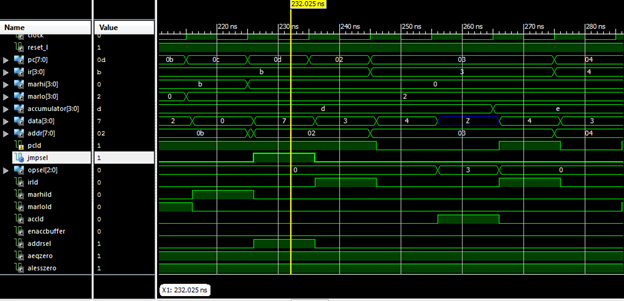 232.025 ns
Name Value 220 ns 230 ns 240 ns 250 ns 260 ns 270 ns 280 ns
clock 0
reset_l 1
pc[7:0] 0d 0b 0c 0d 02 03 04
ir[3:0] b b 3 4
marhi[3:0] 0 b 0
marlo[3:0] 2 0 2
accumulator[3:0] d d e
data[3:0] 7 2 0 7 3 4 Z 4 3
addr[7:0] 02 0b 02 03 04
pcld 1
jmpsel 1
opsel[2:0] 0 0 3 0
irld 0
marhild 0
marlold 0
accld 0
enaccbuffer 0
addrsel 1
aeqzero 1
alesszero 1
X1: 232.025 ns